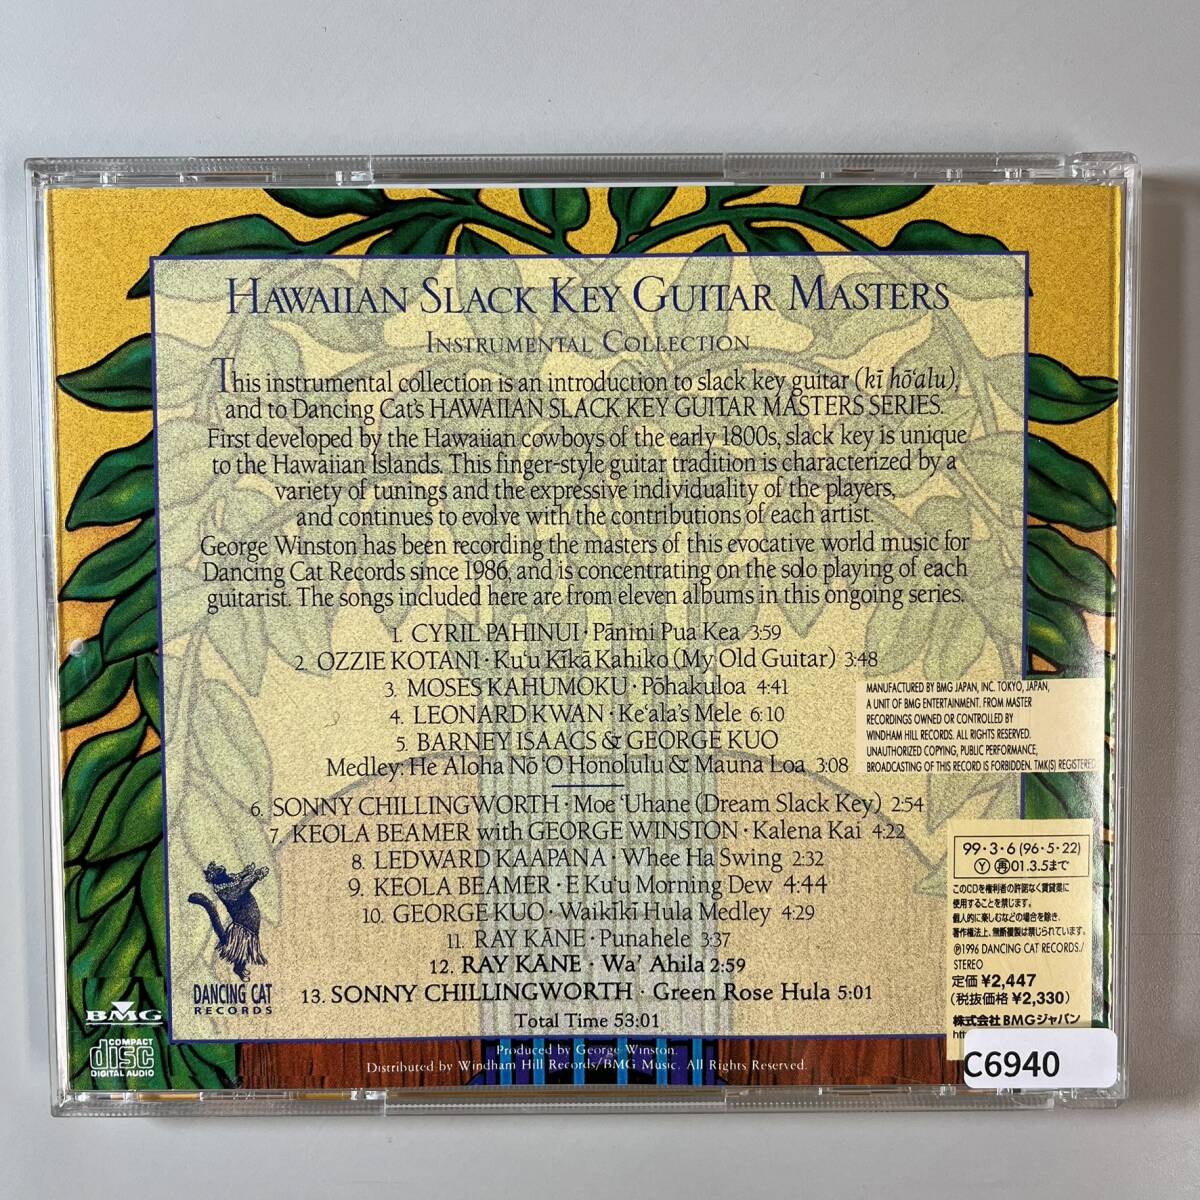 HAWAIIAN SLACK KEY GUITAR MASTERS
INSTRUMENTAL COLLECTION
This instrumental collection is an introduction to slack key guitar (kī hōʻalu),
and to Dancing Cat's HAWAIIAN SLACK KEY GUITAR MASTERS SERIES.
First developed by the Hawaiian cowboys of the early 1800s, slack key is unique
to the Hawaiian Islands. This finger-style guitar tradition is characterized by a
variety of tunings and the expressive individuality of the players,
and continues to evolve with the contributions of each artist.
George Winston has been recording the masters of this evocative world music for
Dancing Cat Records since 1986, and is concentrating on the solo playing of each
guitarist. The songs included here are from eleven albums in this ongoing series.
1. CYRIL PAHINUI · Pānini Pua Kea 3:59
2. OZZIE KOTANI · Kuʻu Kīkā Kahiko (My Old Guitar) 3:48
3. MOSES KAHUMOKU · Pōhakuloa 4:41
4. LEONARD KWAN · Keʻala's Mele 6:10
5. BARNEY ISAACS & GEORGE KUO
Medley: He Aloha Nō ʻO Honolulu & Mauna Loa 3:08
6. SONNY CHILLINGWORTH · Moe ʻUhane (Dream Slack Key) 2:54
7. KEOLA BEAMER with GEORGE WINSTON · Kalena Kai 4:22
8. LEDWARD KAAPANA · Whee Ha Swing 2:32
9. KEOLA BEAMER · E Kuʻu Morning Dew 4:44
10. GEORGE KUO · Waikīkī Hula Medley 4:29
11. RAY KĀNE · Punahele 3:37
12. RAY KĀNE · Wa' Ahila 2:59
13. SONNY CHILLINGWORTH · Green Rose Hula 5:01
Total Time 53:01
Produced by George Winston.
Distributed by Windham Hill Records/BMG Music. All Rights Reserved.
DANCING CAT
RECORDS
BMG
COMPACT
disc
DIGITAL AUDIO
MANUFACTURED BY BMG JAPAN, INC. TOKYO, JAPAN,
A UNIT OF BMG ENTERTAINMENT. FROM MASTER
RECORDINGS OWNED OR CONTROLLED BY
WINDHAM HILL RECORDS. ALL RIGHTS RESERVED.
UNAUTHORIZED COPYING, PUBLIC PERFORMANCE,
BROADCASTING OF THIS RECORD IS FORBIDDEN. TMK(S) REGISTERED
99・3・6 (96・5・22)
Ⓨ ㊢01.3.5まで
このCDを権利者の許諾なく賃貸業に
使用することを禁じます。
個人的に楽しむなどの場合を除き、
著作権法上、無断複製は禁じられています。
℗1996 DANCING CAT RECORDS./
STEREO
定価 ¥2,447
(税抜価格 ¥2,330)
株式会社BMGジャパン
C6940